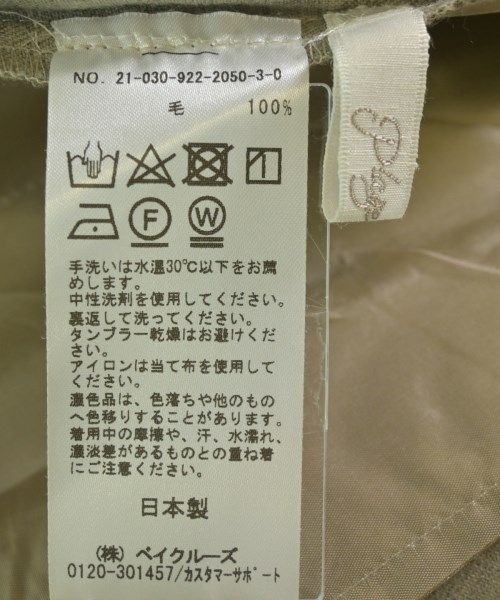 NO. 21-030-922-2050-3-0
毛 100%
F W
手洗いは水温30℃以下をお薦
めします。
中性洗剤を使用してください。
裏返して洗ってください。
タンブラー乾燥はお避けくださ
い。
アイロンは当て布を使用して
ください。
濃色品は、色落ちや他のもの
へ色移りすることがあります。
着用中の摩擦や、汗、水濡れ、
濃淡差があるものとの重ね着
にご注意ください。
日本製
(株) ベイクルーズ
0120-301457/カスタマーサポート